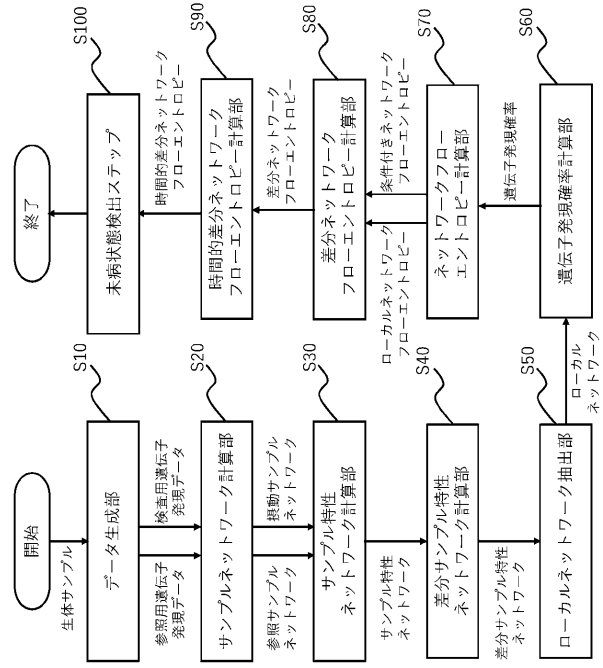 開始
生体サンプル
データ生成部
S10
参照用遺伝子
発現データ
検査用遺伝子
発現データ
サンプルネットワーク計算部
S20
参照サンプル
ネットワーク
摂動サンプル
ネットワーク
サンプル特性
ネットワーク計算部
S30
サンプル特性
ネットワーク
差分サンプル特性
ネットワーク計算部
S40
差分サンプル特性
ネットワーク
ローカルネットワーク抽出部
S50
ローカル
ネットワーク
遺伝子発現確率計算部
S60
遺伝子発現確率
ネットワークフロー
エントロピー計算部
S70
ローカルネットワーク
フローエントロピー
条件付きネットワーク
フローエントロピー
差分ネットワーク
フローエントロピー計算部
S80
差分ネットワーク
フローエントロピー
時間的差分ネットワーク
フローエントロピー計算部
S90
時間的差分ネットワーク
フローエントロピー
未病状態検出ステップ
S100
終了